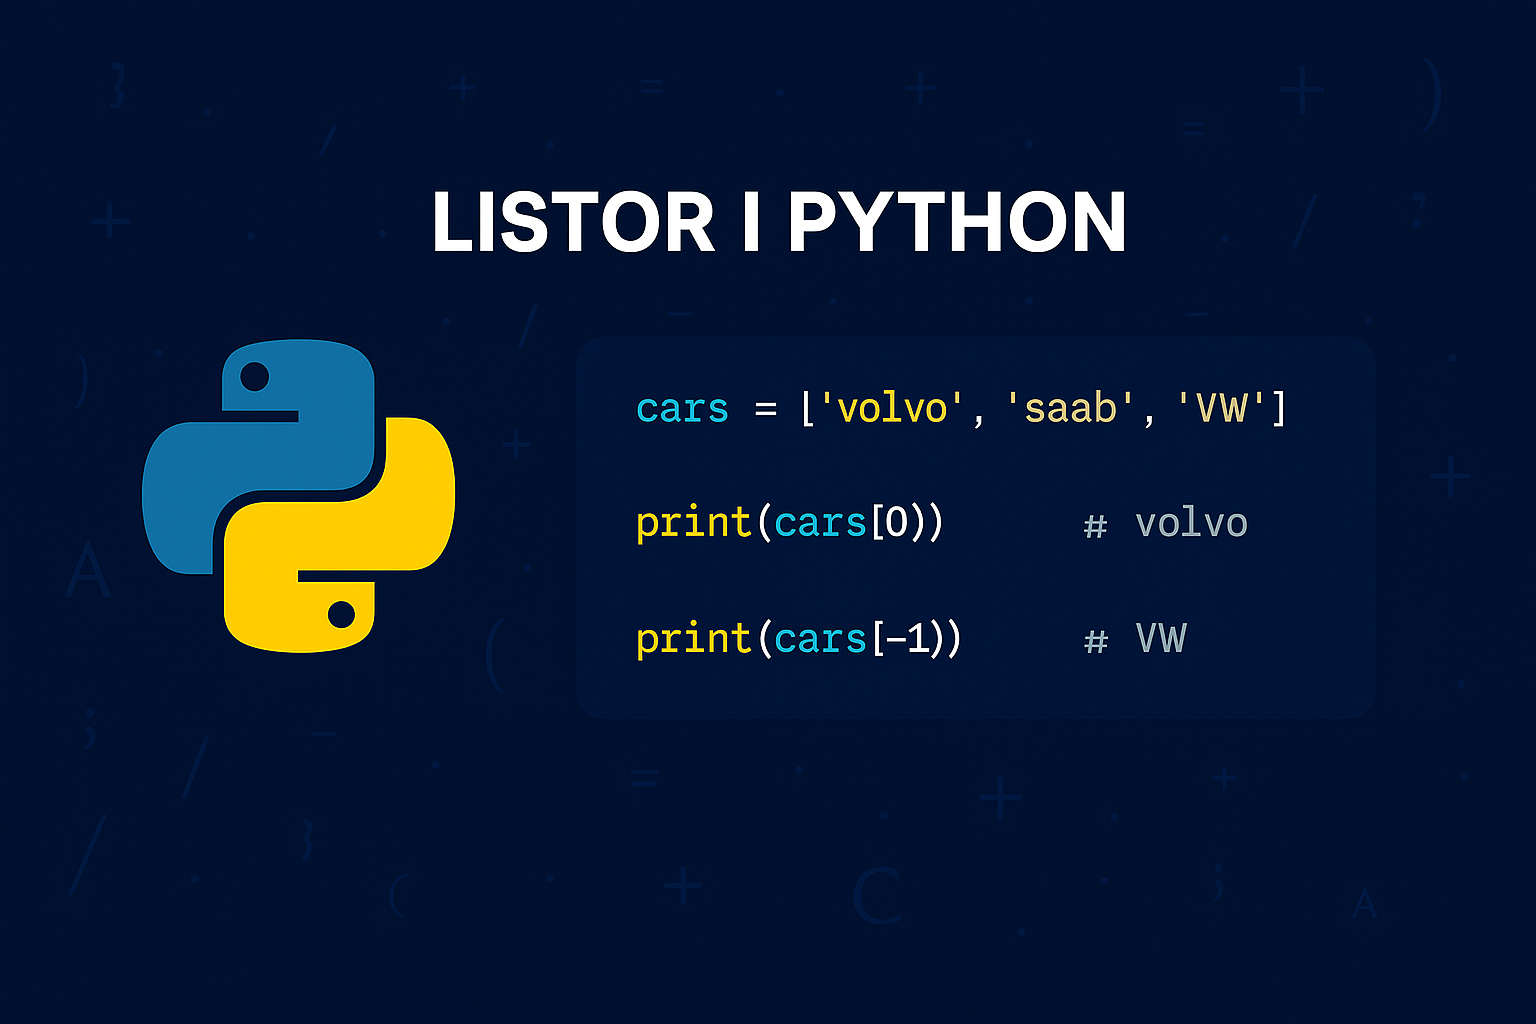 LISTOR I PYTHON
cars = ['volvo', 'saab', 'VW']
print(cars[0)) # volvo
print(cars[-1)) # VW